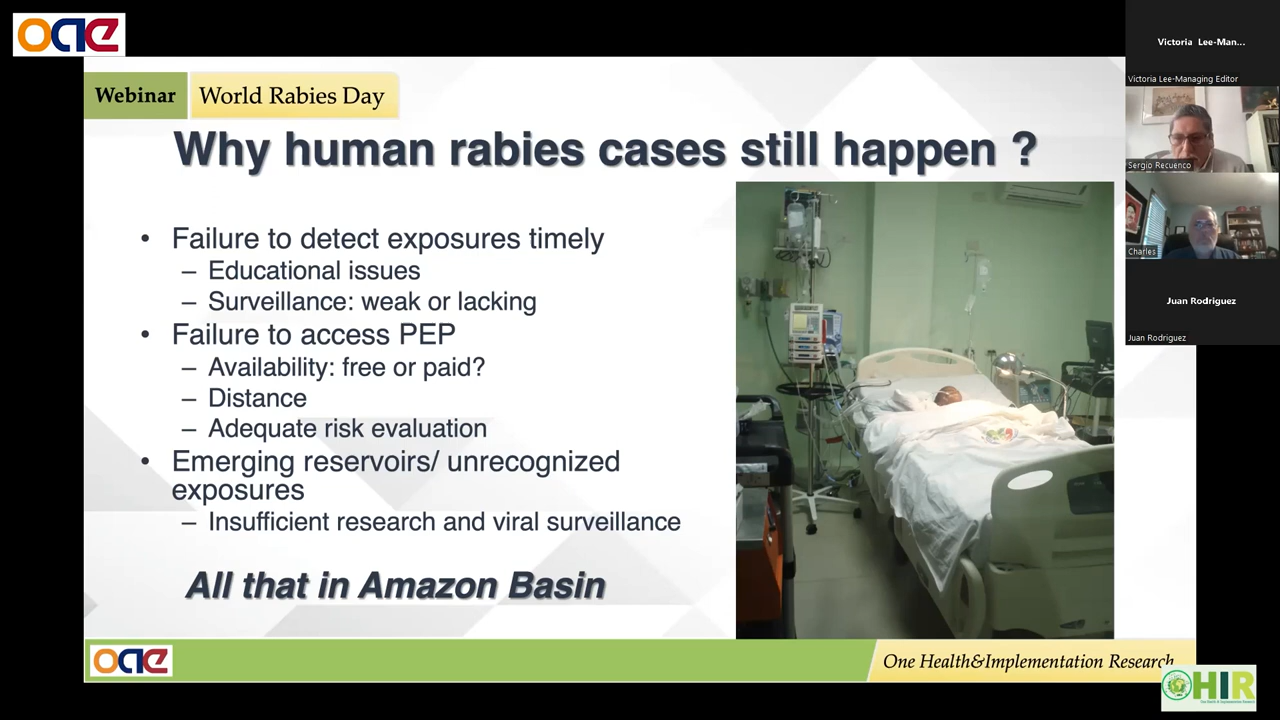 oae
Webinar
World Rabies Day
Why human rabies cases still happen ?
• Failure to detect exposures timely
– Educational issues
– Surveillance: weak or lacking
• Failure to access PEP
– Availability: free or paid?
– Distance
– Adequate risk evaluation
• Emerging reservoirs/ unrecognized
exposures
– Insufficient research and viral surveillance
All that in Amazon Basin
oae
One Health&Implementation Research
OHIR
Victoria Lee-Man...
Victoria Lee-Managing Editor
Sergio Recuenco
Charles
Juan Rodriguez
Juan Rodriguez